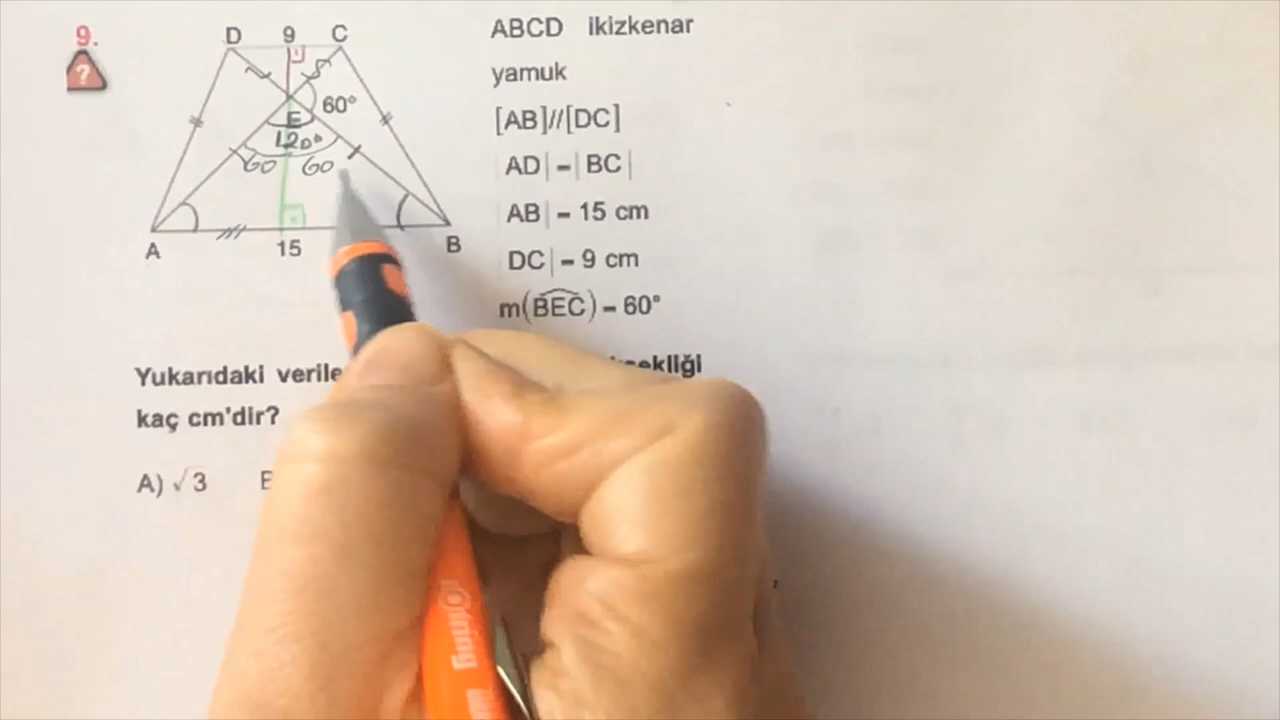 9.
?
D 9 C
60°
E
120°
60 60
A 15 B
ABCD ikizkenar
yamuk
[AB]//[DC]
AD| = |BC|
AB| = 15 cm
DC| = 9 cm
m(BEC) = 60°
Yukarıdaki
kaç cm'dir?
A) √3